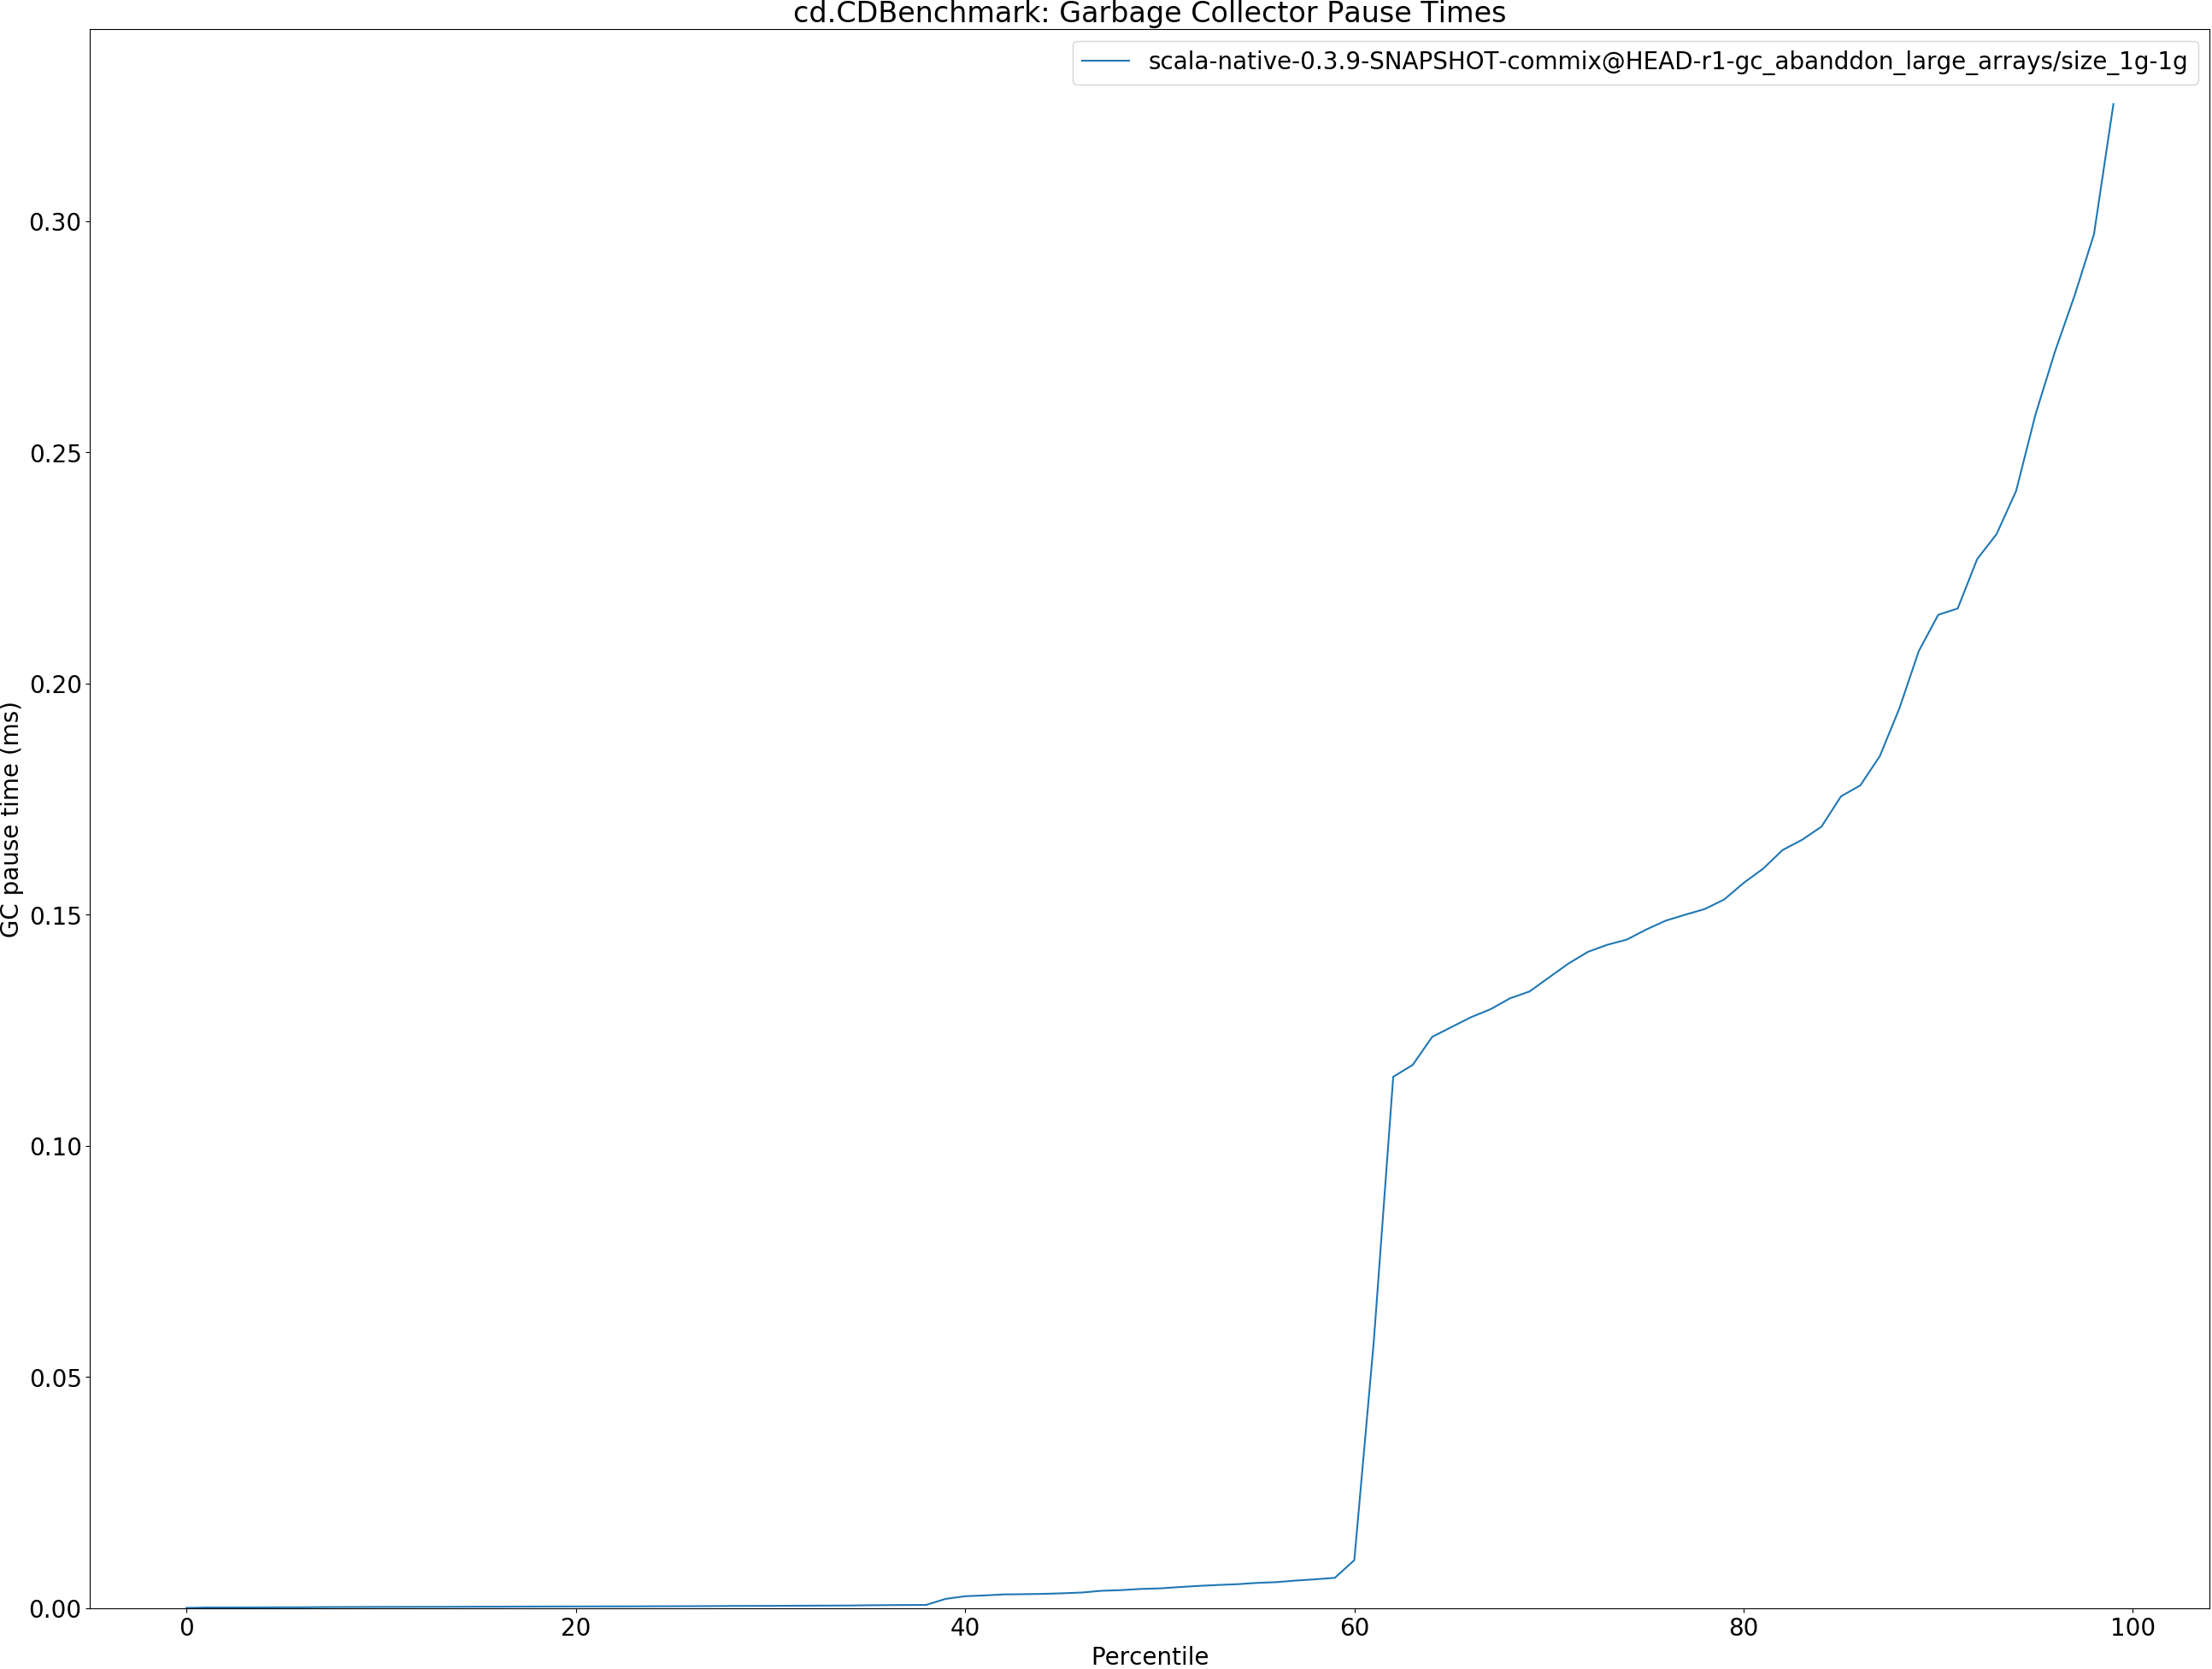 cd.CDBenchmark: Garbage Collector Pause Times
scala-native-0.3.9-SNAPSHOT-commix@HEAD-r1-gc_abanddon_large_arrays/size_1g-1g
GC pause time (ms)
0.30
0.25
0.20
0.15
0.10
0.05
0.00
0 20 40 60 80 100
Percentile